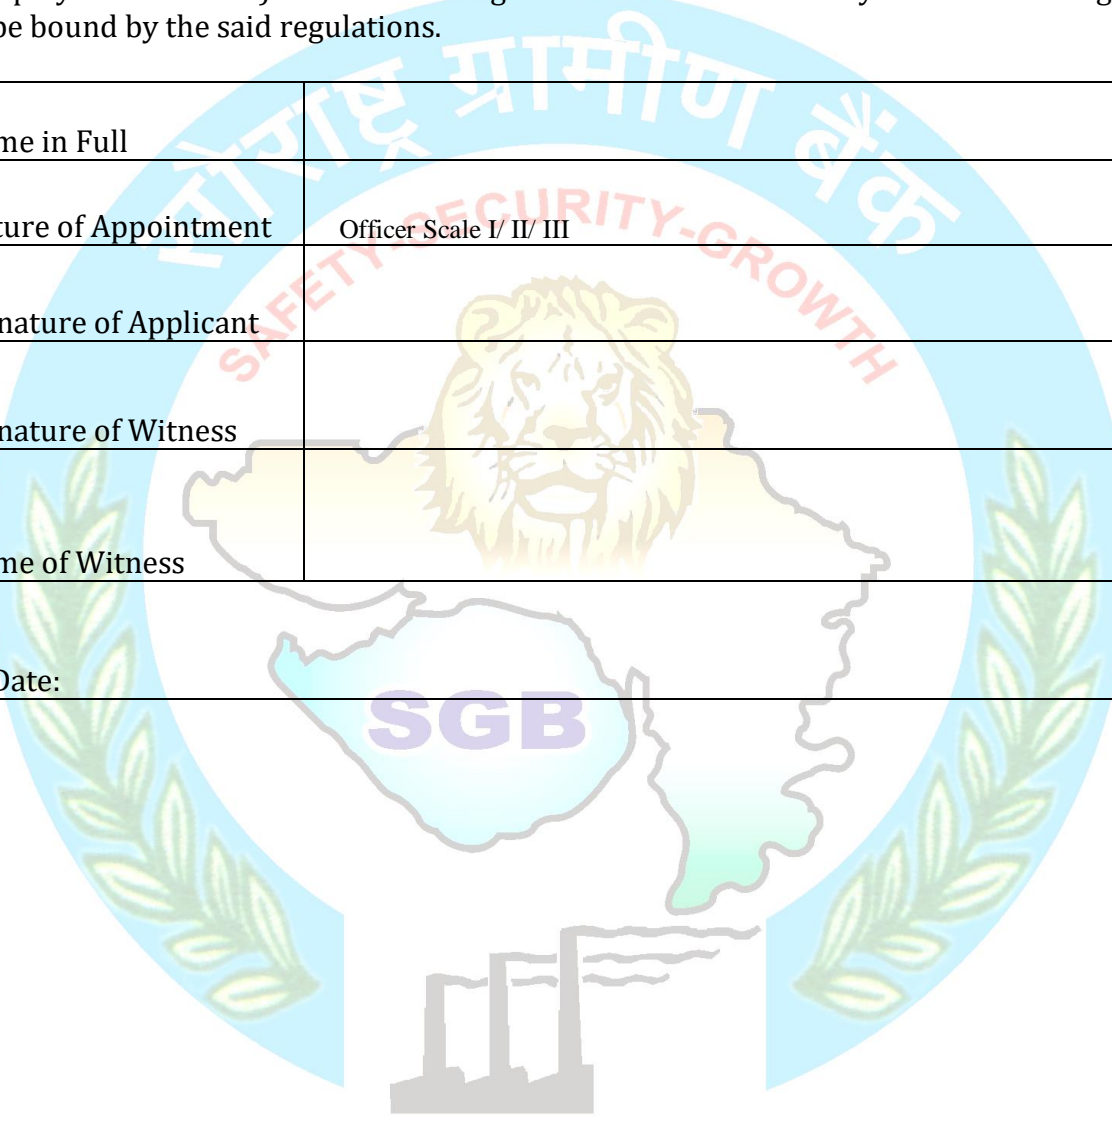 be bound by the said regulations.
सौराष्ट्र ग्रामीण बैंक
SAFETY-SECURITY-GROWTH
me in Full
ture of Appointment Officer Scale I/ II/ III
nature of Applicant
nature of Witness
me of Witness
Date:
SGB